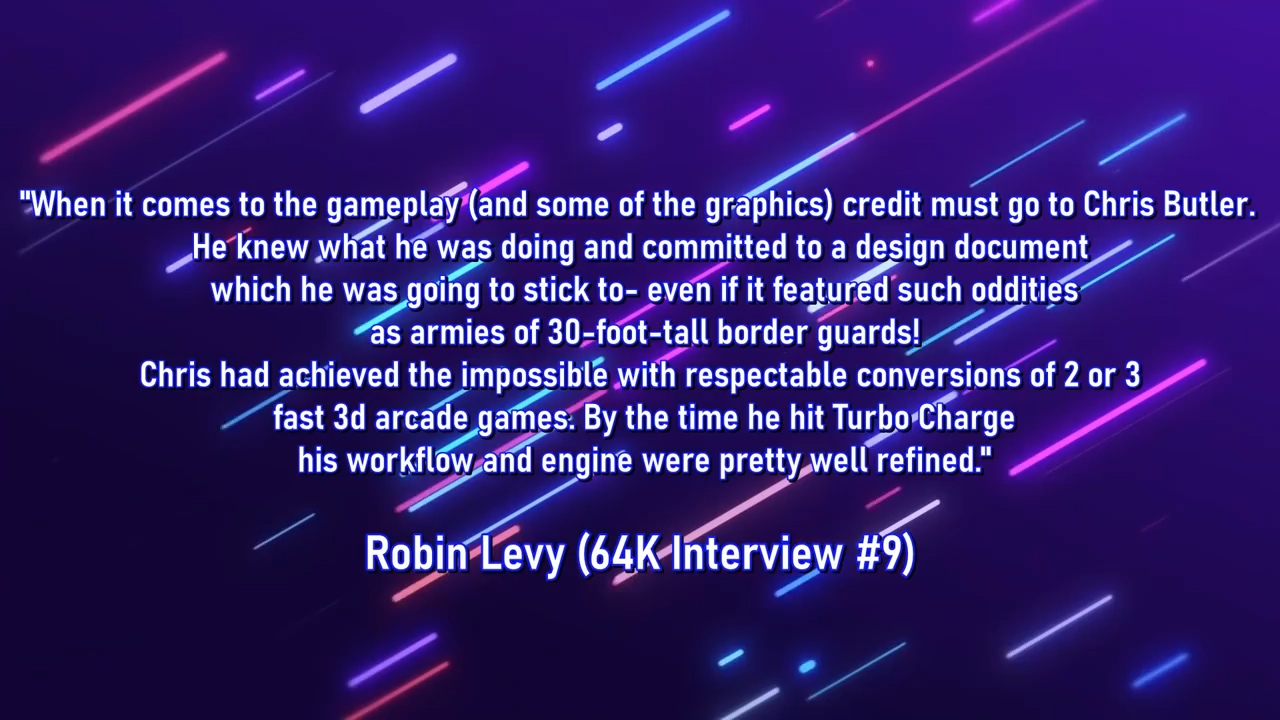 "When it comes to the gameplay (and some of the graphics) credit must go to Chris Butler.
He knew what he was doing and committed to a design document
which he was going to stick to- even if it featured such oddities
as armies of 30-foot-tall border guards!
Chris had achieved the impossible with respectable conversions of 2 or 3
fast 3d arcade games. By the time he hit Turbo Charge
his workflow and engine were pretty well refined."
Robin Levy (64K Interview #9)